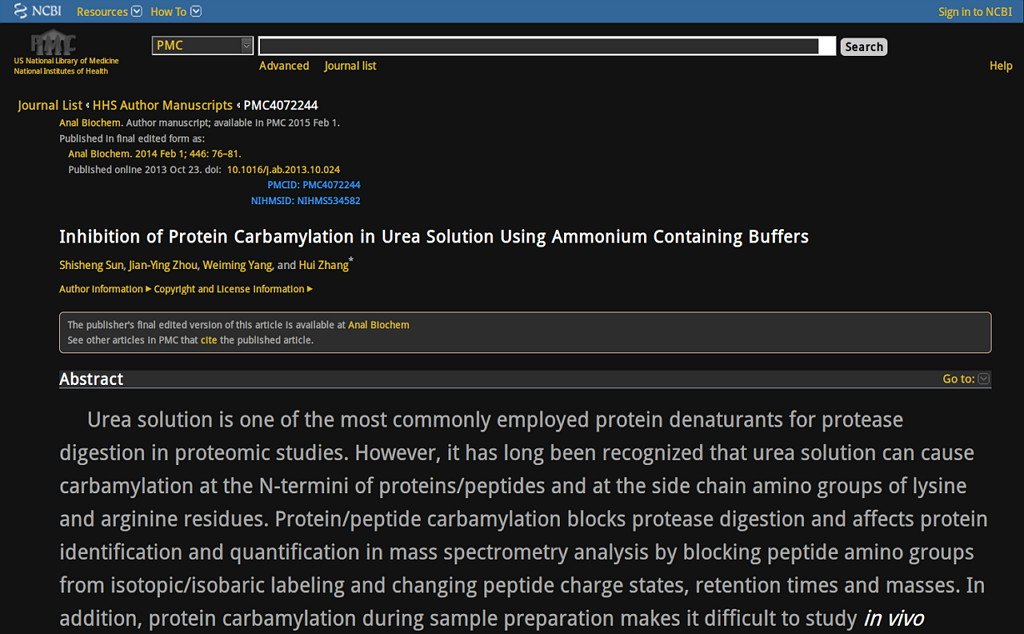 NCBI Resources How To Sign in to NCBI
PMC
US National Library of Medicine
National Institutes of Health
PMC Search
Advanced Journal list Help
Journal List ‹ HHS Author Manuscripts ‹ PMC4072244
Anal Biochem. Author manuscript; available in PMC 2015 Feb 1.
Published in final edited form as:
Anal Biochem. 2014 Feb 1; 446: 76–81.
Published online 2013 Oct 23. doi: 10.1016/j.ab.2013.10.024
PMCID: PMC4072244
NIHMSID: NIHMS534582
Inhibition of Protein Carbamylation in Urea Solution Using Ammonium Containing Buffers
Shisheng Sun, Jian-Ying Zhou, Weiming Yang, and Hui Zhang*
Author information ► Copyright and License information ►
The publisher's final edited version of this article is available at Anal Biochem
See other articles in PMC that cite the published article.
Abstract Go to:
Urea solution is one of the most commonly employed protein denaturants for protease
digestion in proteomic studies. However, it has long been recognized that urea solution can cause
carbamylation at the N-termini of proteins/peptides and at the side chain amino groups of lysine
and arginine residues. Protein/peptide carbamylation blocks protease digestion and affects protein
identification and quantification in mass spectrometry analysis by blocking peptide amino groups
from isotopic/isobaric labeling and changing peptide charge states, retention times and masses. In
addition, protein carbamylation during sample preparation makes it difficult to study in vivo